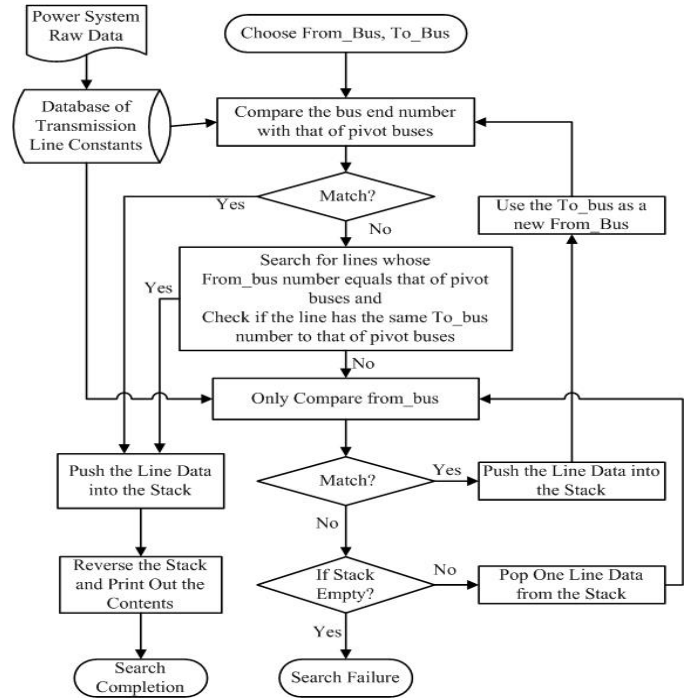 Power System
Raw Data
Choose From_Bus, To_Bus
Database of
Transmission
Line Constants
Compare the bus end number
with that of pivot buses
Match?
Yes
No
Use the To_bus as a
new From_Bus
Search for lines whose
From_bus number equals that of pivot
buses and
Check if the line has the same To_bus
number to that of pivot buses
Yes
No
Only Compare from_bus
Push the Line Data
into the Stack
Match?
Yes
Push the Line Data into
the Stack
No
Reverse the Stack
and Print Out the
Contents
If Stack
Empty?
No
Pop One Line Data
from the Stack
Yes
Search
Completion
Search Failure